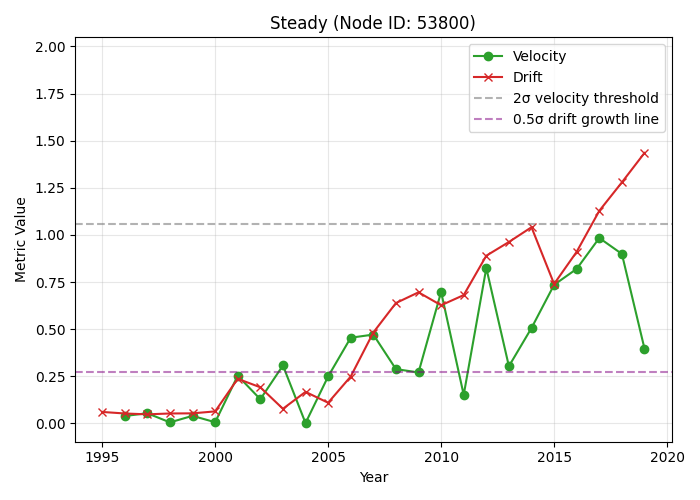 Steady (Node ID: 53800)
2.00
1.75
1.50
1.25
1.00
0.75
0.50
0.25
0.00
Metric Value
Velocity
Drift
2σ velocity threshold
0.5σ drift growth line
1995
2000
2005
2010
2015
2020
Year